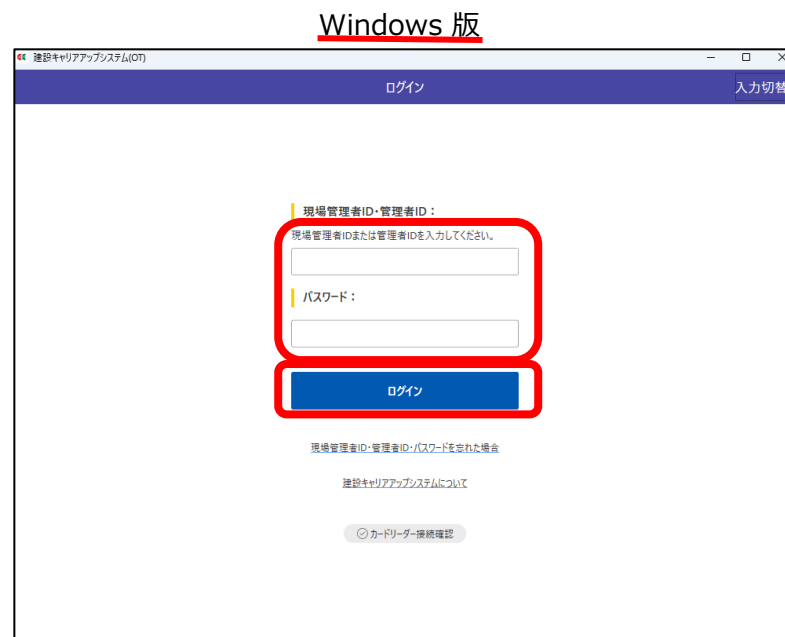 Windows 版
建設キャリアアップシステム(OT)
ログイン
入力切替
現場管理者ID・管理者ID：
現場管理者IDまたは管理者IDを入力してください。
パスワード：
ログイン
現場管理者ID・管理者ID・パスワードを忘れた場合
建設キャリアアップシステムについて
カードリーダー接続確認